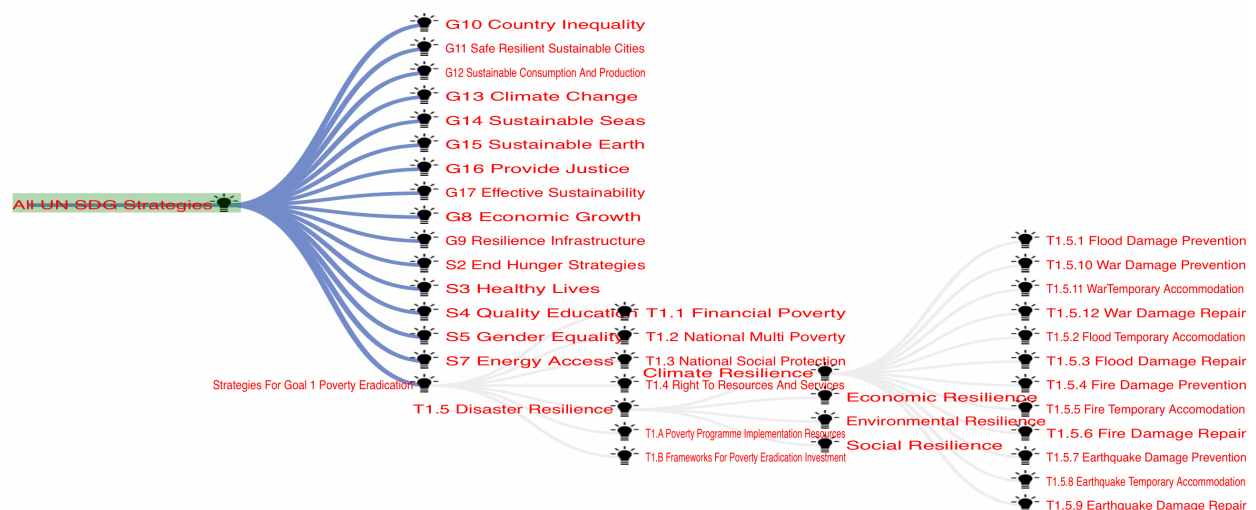 All UN SDG Strategies
G10 Country Inequality
G11 Safe Resilient Sustainable Cities
G12 Sustainable Consumption And Production
G13 Climate Change
G14 Sustainable Seas
G15 Sustainable Earth
G16 Provide Justice
G17 Effective Sustainability
G8 Economic Growth
G9 Resilience Infrastructure
S2 End Hunger Strategies
S3 Healthy Lives
S4 Quality Education
S5 Gender Equality
S7 Energy Access
Strategies For Goal 1 Poverty Eradication
T1.1 Financial Poverty
T1.2 National Multi Poverty
T1.3 National Social Protection
T1.4 Right To Resources And Services
T1.5 Disaster Resilience
T1.A Poverty Programme Implementation Resources
T1.B Frameworks For Poverty Eradication Investment
Climate Resilience
Economic Resilience
Environmental Resilience
Social Resilience
T1.5.1 Flood Damage Prevention
T1.5.10 War Damage Prevention
T1.5.11 WarTemporary Accommodation
T1.5.12 War Damage Repair
T1.5.2 Flood Temporary Accomodation
T1.5.3 Flood Damage Repair
T1.5.4 Fire Damage Prevention
T1.5.5 Fire Temporary Accomodation
T1.5.6 Fire Damage Repair
T1.5.7 Earthquake Damage Prevention
T1.5.8 Earthquake Temporary Accommodation
T1.5.9 Earthquake Damage Repair